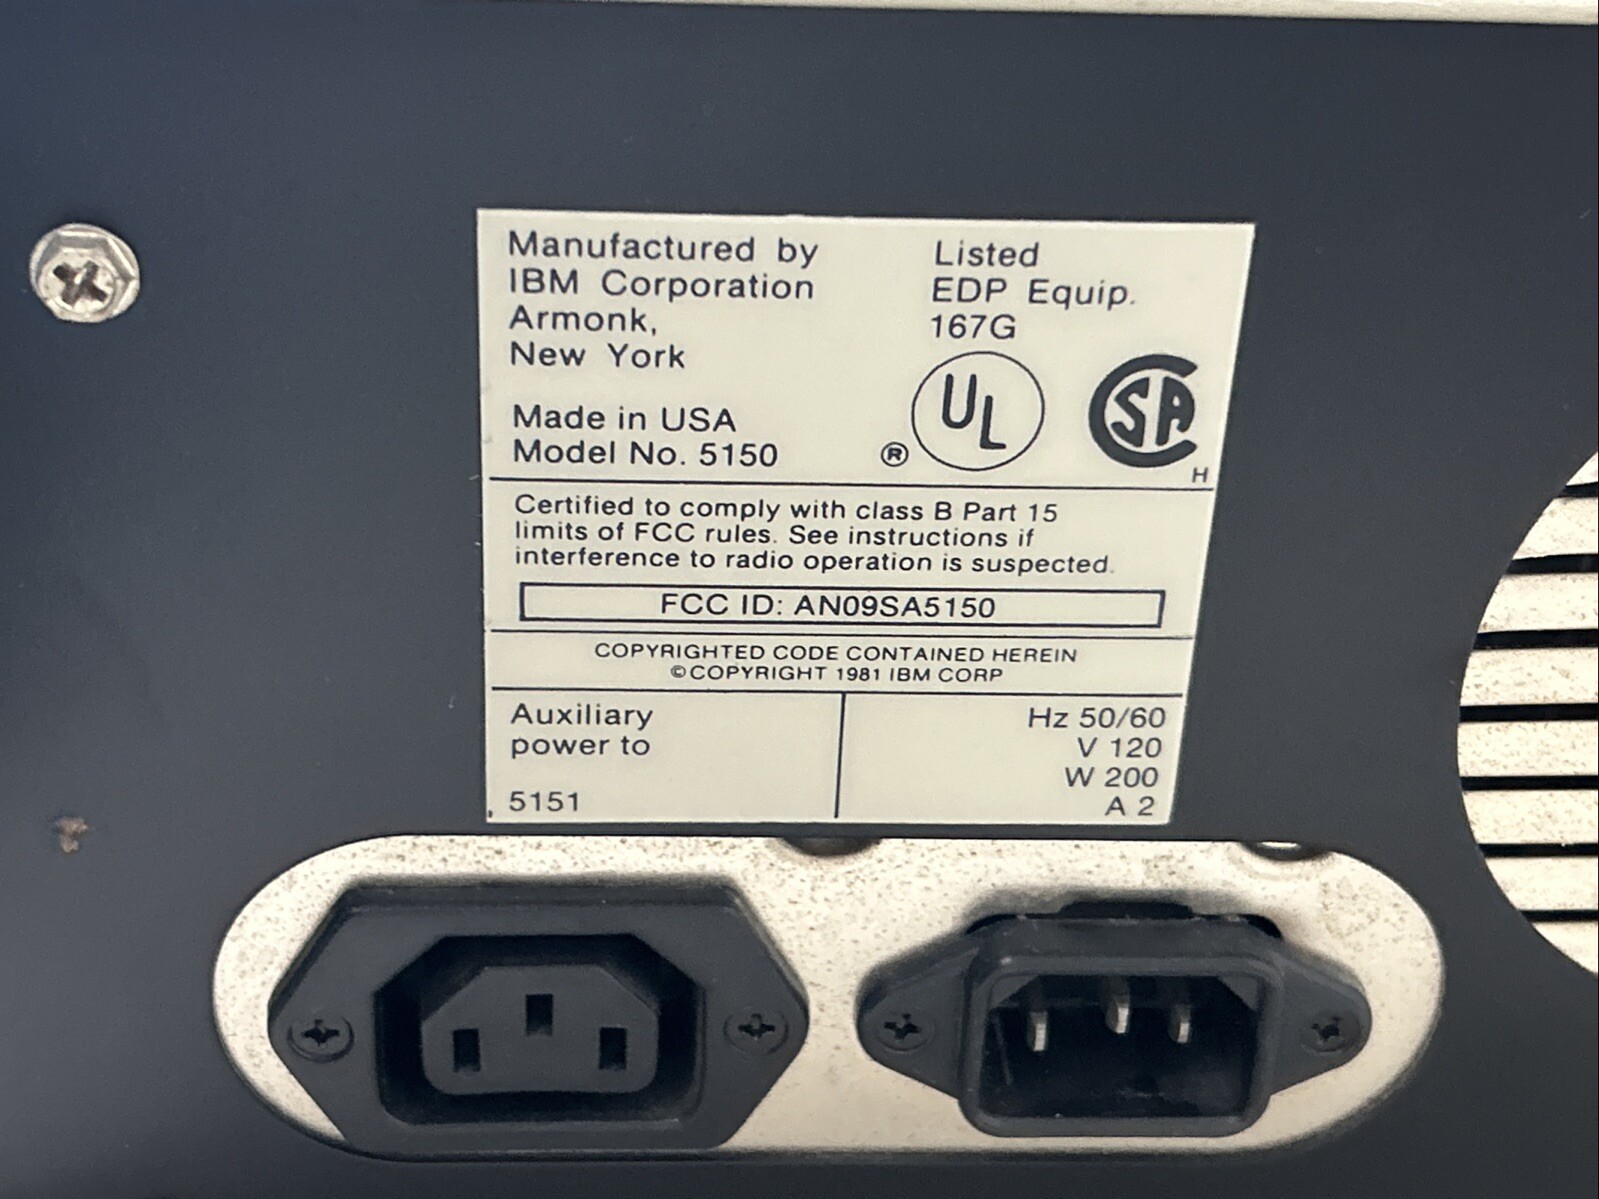 Manufactured by
IBM Corporation
Armonk,
New York
Made in USA
Model No. 5150
Listed
EDP Equip.
167G
® UL
CSA
H
Certified to comply with class B Part 15
limits of FCC rules. See instructions if
interference to radio operation is suspected.
FCC ID: AN09SA5150
COPYRIGHTED CODE CONTAINED HEREIN
©COPYRIGHT 1981 IBM CORP
Auxiliary
power to
5151
Hz 50/60
V 120
W 200
A 2